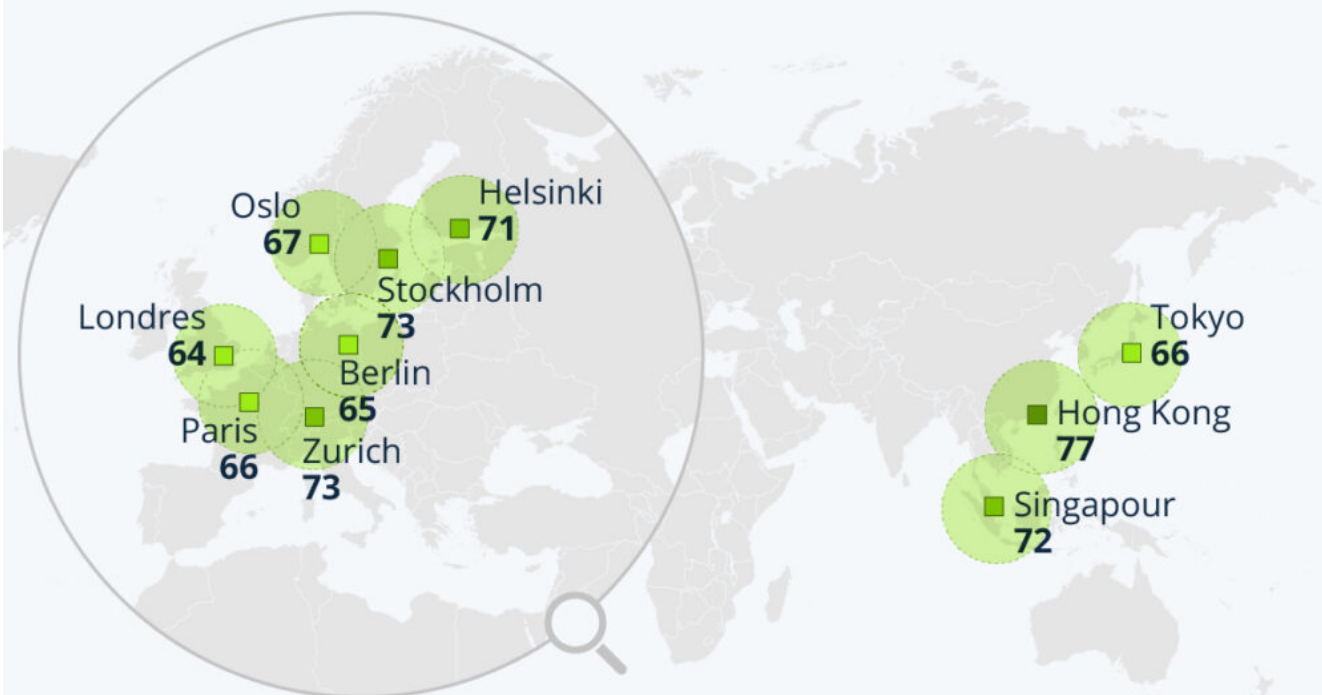 Oslo
67
Helsinki
71
Stockholm
73
Londres
64
Berlin
65
Paris
66
Zurich
73
Tokyo
66
Hong Kong
77
Singapour
72